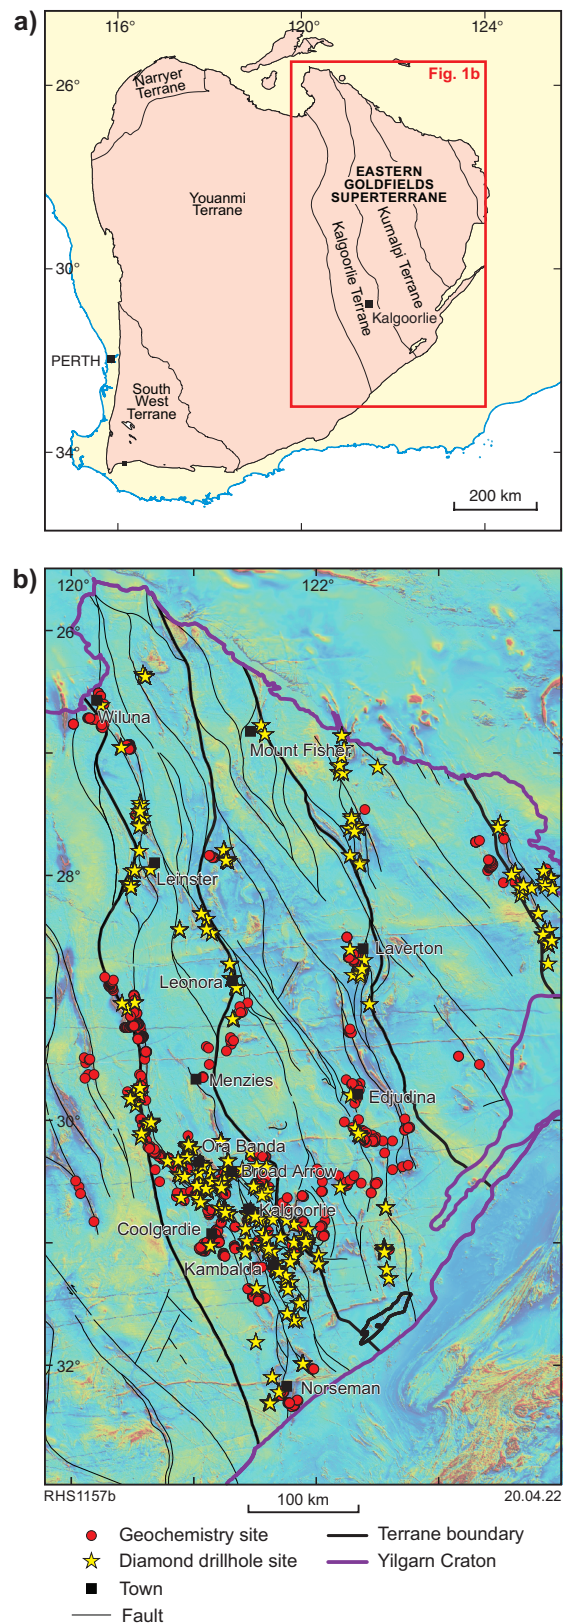 a)
116°
120°
124°
26°
Narryer
Terrane
Fig. 1b
EASTERN
GOLDFIELDS
SUPERTERRANE
Youanmi
Terrane
Kalgoorlie Terrane
Kurnalpi Terrane
30°
Kalgoorlie
PERTH
South
West
Terrane
34°
200 km
b)
120°
122°
26°
Wiluna
Mount Fisher
28°
Leinster
Laverton
Leonora
Menzies
Edjudina
30°
Ora Banda
Broad Arrow
Kalgoorlie
Coolgardie
Kambalda
32°
Norseman
RHS1157b
20.04.22
100 km
Geochemistry site
Terrane boundary
Diamond drillhole site
Yilgarn Craton
Town
Fault